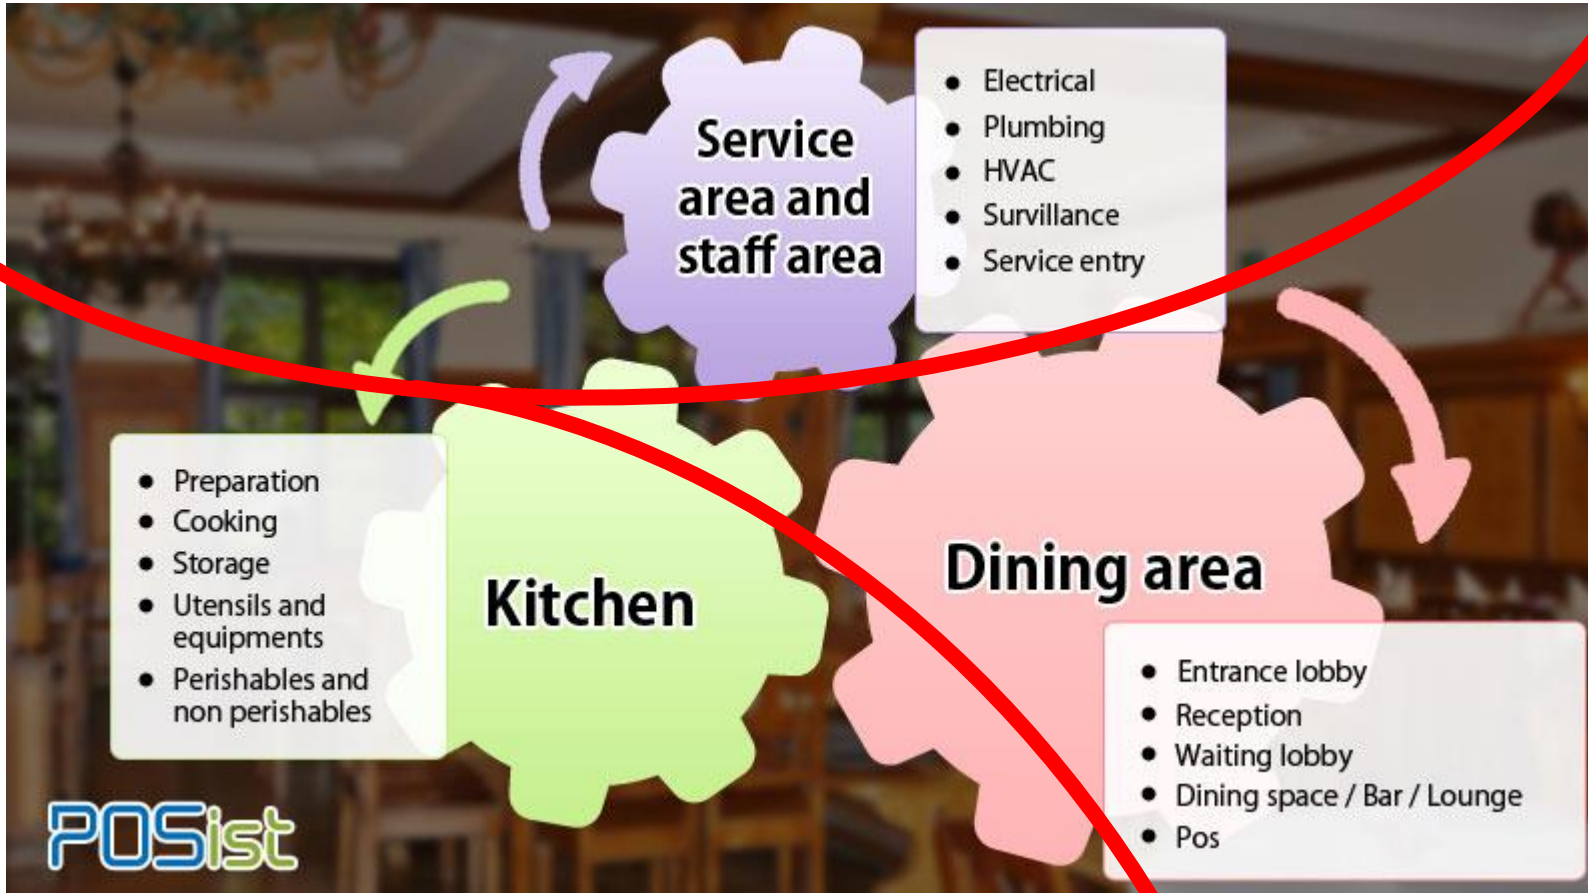 Service
area and
staff area
Electrical
Plumbing
HVAC
Survillance
Service entry
Preparation
Cooking
Storage
Utensils and
equipments
Perishables and
non perishables
Kitchen
Dining area
Entrance lobby
Reception
Waiting lobby
Dining space / Bar / Lounge
Pos
POSist